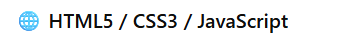 🌐 HTML5 / CSS3 / JavaScript